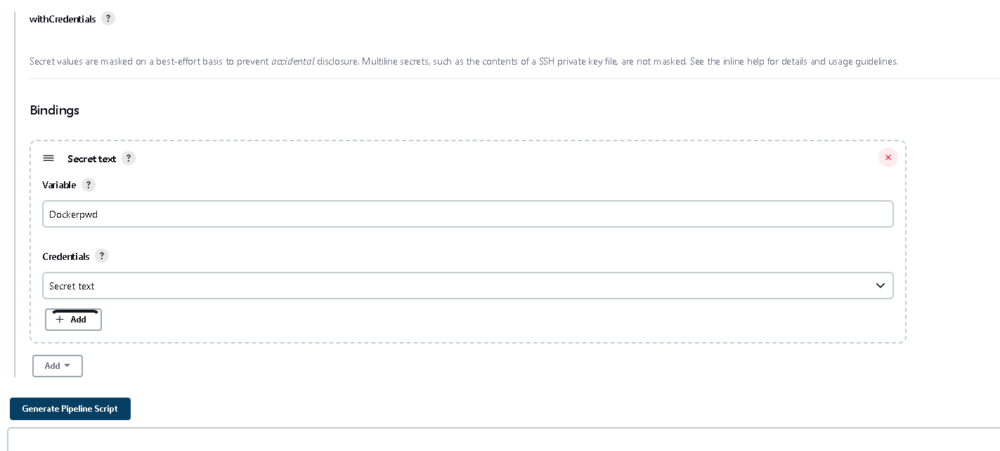 withCredentials ?
Secret values are masked on a best-effort basis to prevent accidental disclosure. Multiline secrets, such as the contents of a SSH private key file, are not masked. See the inline help for details and usage guidelines.
Bindings
Secret text ?
Variable ?
Dockerpwd
Credentials ?
Secret text
+ Add
Add
Generate Pipeline Script